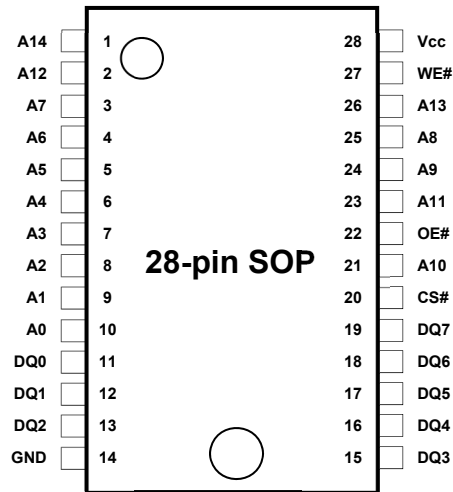 A14 1 28 Vcc
A12 2 27 WE#
A7 3 26 A13
A6 4 25 A8
A5 5 24 A9
A4 6 23 A11
A3 7 22 OE#
A2 8 28-pin SOP 21 A10
A1 9 20 CS#
A0 10 19 DQ7
DQ0 11 18 DQ6
DQ1 12 17 DQ5
DQ2 13 16 DQ4
GND 14 15 DQ3